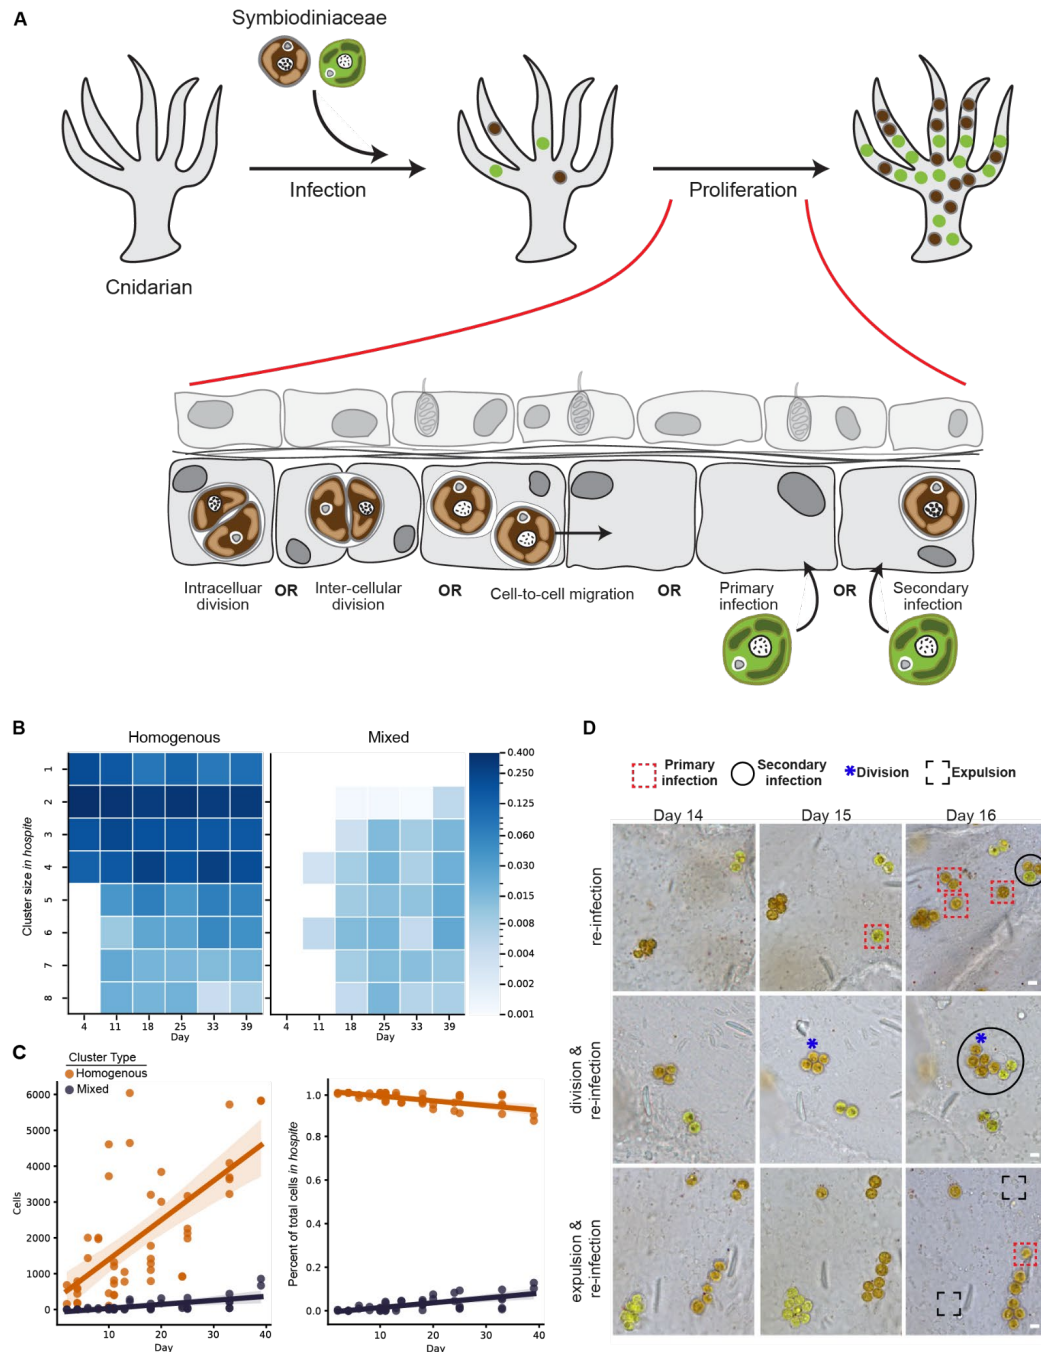 A
Symbiodiniaceae
Infection
Proliferation
Cnidarian
Intracelluar
division
OR
Inter-cellular
division
OR
Cell-to-cell migration
OR
Primary
infection
OR
Secondary
infection
B
Homogenous
Mixed
Cluster size in hospite
1
2
3
4
5
6
7
8
4
11
18
25
33
39
Day
4
11
18
25
33
39
Day
0.400
0.250
0.125
0.060
0.030
0.017
0.008
0.004
0.002
0.001
C
Cluster Type
Homogenous
Mixed
Cells
6000
5000
4000
3000
2000
1000
0
10
20
30
40
Day
Percent of total cells in hospite
1.0
0.8
0.6
0.4
0.2
0.0
0
10
20
30
40
Day
D
Primary
infection
Secondary
infection
*Division
Expulsion
Day 14
Day 15
Day 16
re-infection
division &
re-infection
*
*
expulsion &
re-infection